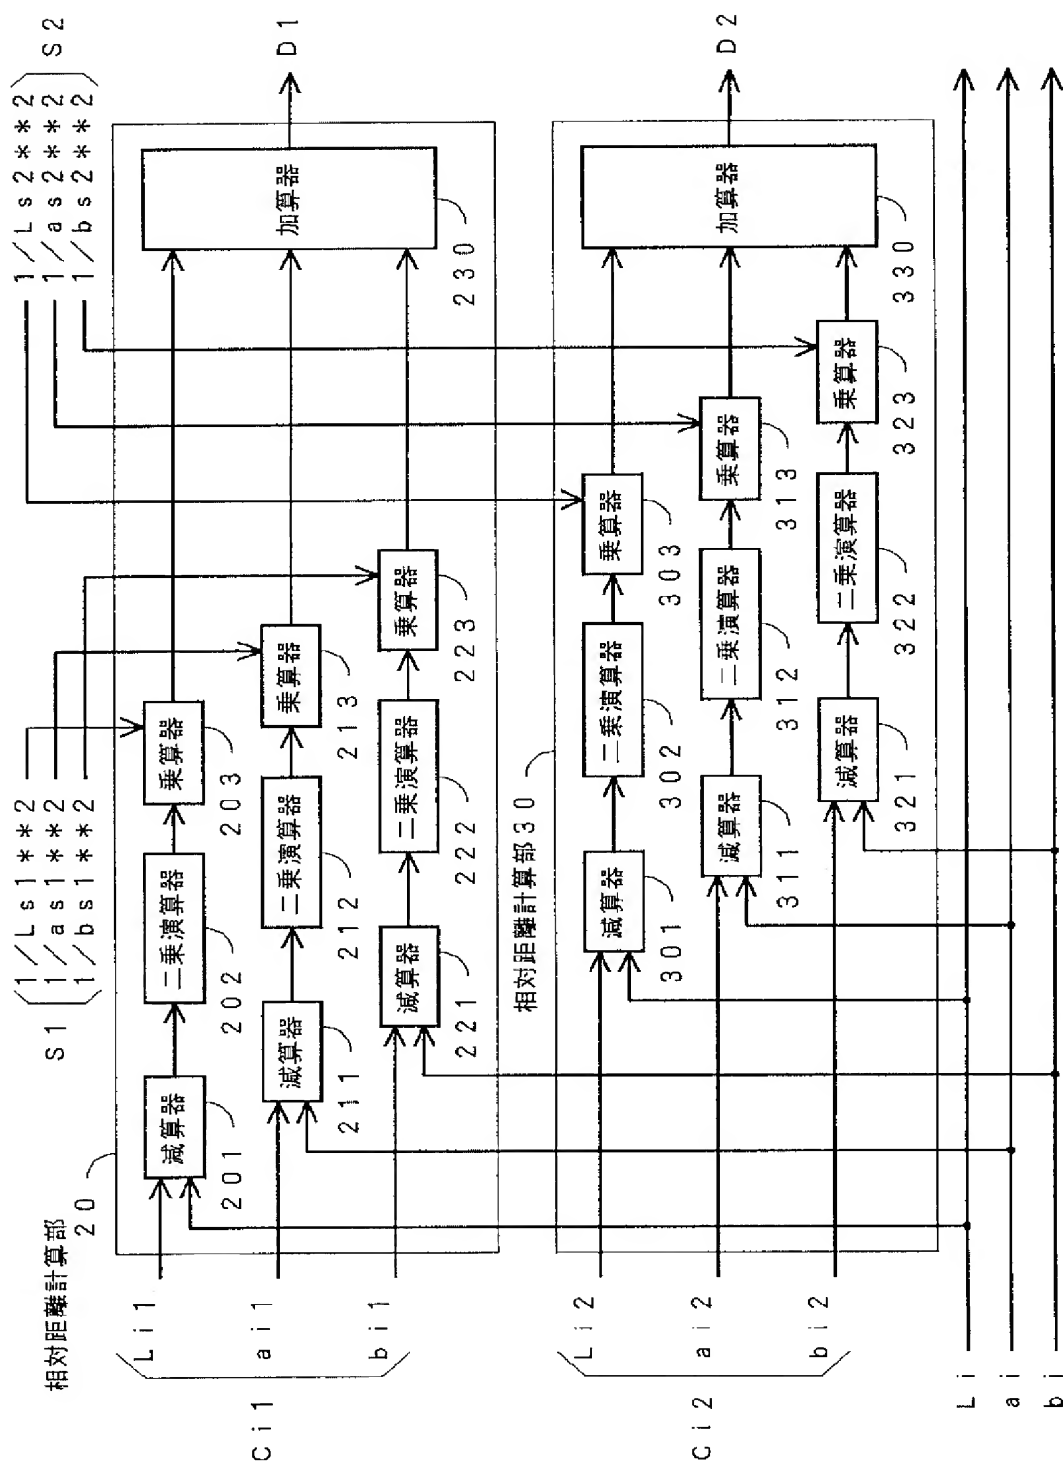 相対距離計算部
20
S1
1/Ls1**2
1/as1**2
1/bs1**2
1/Ls2**2
1/as2**2
1/bs2**2
S2
Ci1
Li1
ai1
bi1
減算器
201
二乗演算器
202
乗算器
203
減算器
211
二乗演算器
212
乗算器
213
減算器
221
二乗演算器
222
乗算器
223
加算器
230
D1
相対距離計算部30
Ci2
Li2
ai2
bi2
減算器
301
二乗演算器
302
乗算器
303
減算器
311
二乗演算器
312
乗算器
313
減算器
321
二乗演算器
322
乗算器
323
加算器
330
D2
Li
ai
bi